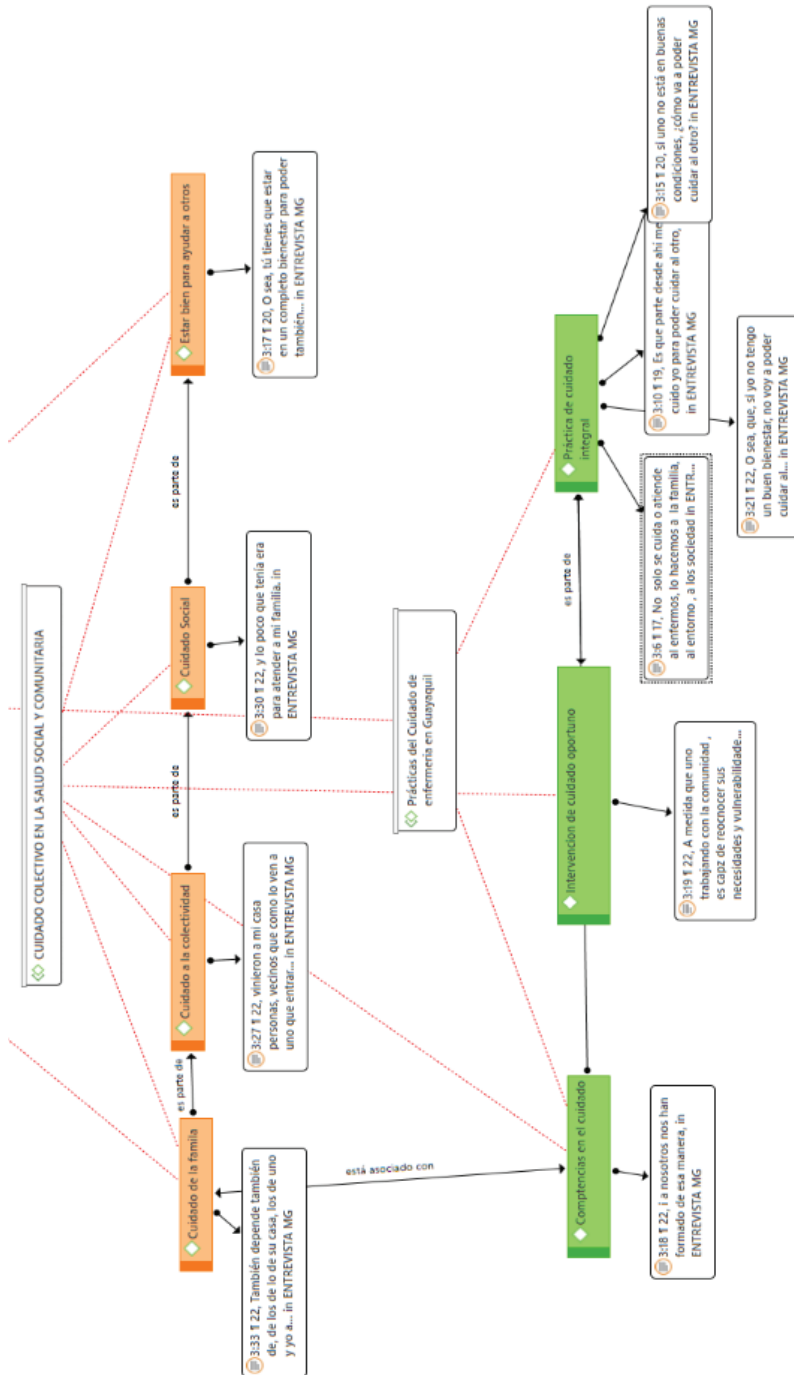 CUIDADO COLECTIVO EN LA SALUD SOCIAL Y COMUNITARIA
Cuidado de la famila
es parte de
Cuidado a la colectividad
es parte de
Cuidado Social
es parte de
Estar bien para ayudar a otros
3:33 ¶ 22, También depende también
de, de los de lo de su casa, los de uno
y yo a... in ENTREVISTA MG
3:27 ¶ 22, vinieron a mi casa
personas, vecinos que como lo ven a
uno que entrar... in ENTREVISTA MG
3:30 ¶ 22, y lo poco que tenía era
para atender a mi familia. in
ENTREVISTA MG
3:17 ¶ 20, O sea, tú tienes que estar
en un completo bienestar para poder
también... in ENTREVISTA MG
está asociado con
Prácticas del Cuidado de
enfermeria en Guayaquil
Comptencias en el cuidado
Intervencion de cuidado oportuno
es parte de
Práctica de cuidado
integral
3:18 ¶ 22, i a nosotros nos han
formado de esa manera, in
ENTREVISTA MG
3:19 ¶ 22, A medida que uno
trabajando con la comunidad ,
es capz de reocnocer sus
necesidades y vulnerabilidade...
3:6 ¶ 17, No  solo se cuida o atiende
al enfermos, lo hacemos a  la familia,
al entorno , a los sociedad in ENTR...
3:10 ¶ 19, Es que parte desde ahi me
cuido yo para poder cuidar al otro,
in ENTREVISTA MG
3:15 ¶ 20, si uno no está en buenas
condiciones, ¿cómo va a poder
cuidar al otro? in ENTREVISTA MG
3:21 ¶ 22, O sea, que, si yo no tengo
un buen bienestar, no voy a poder
cuidar al... in ENTREVISTA MG